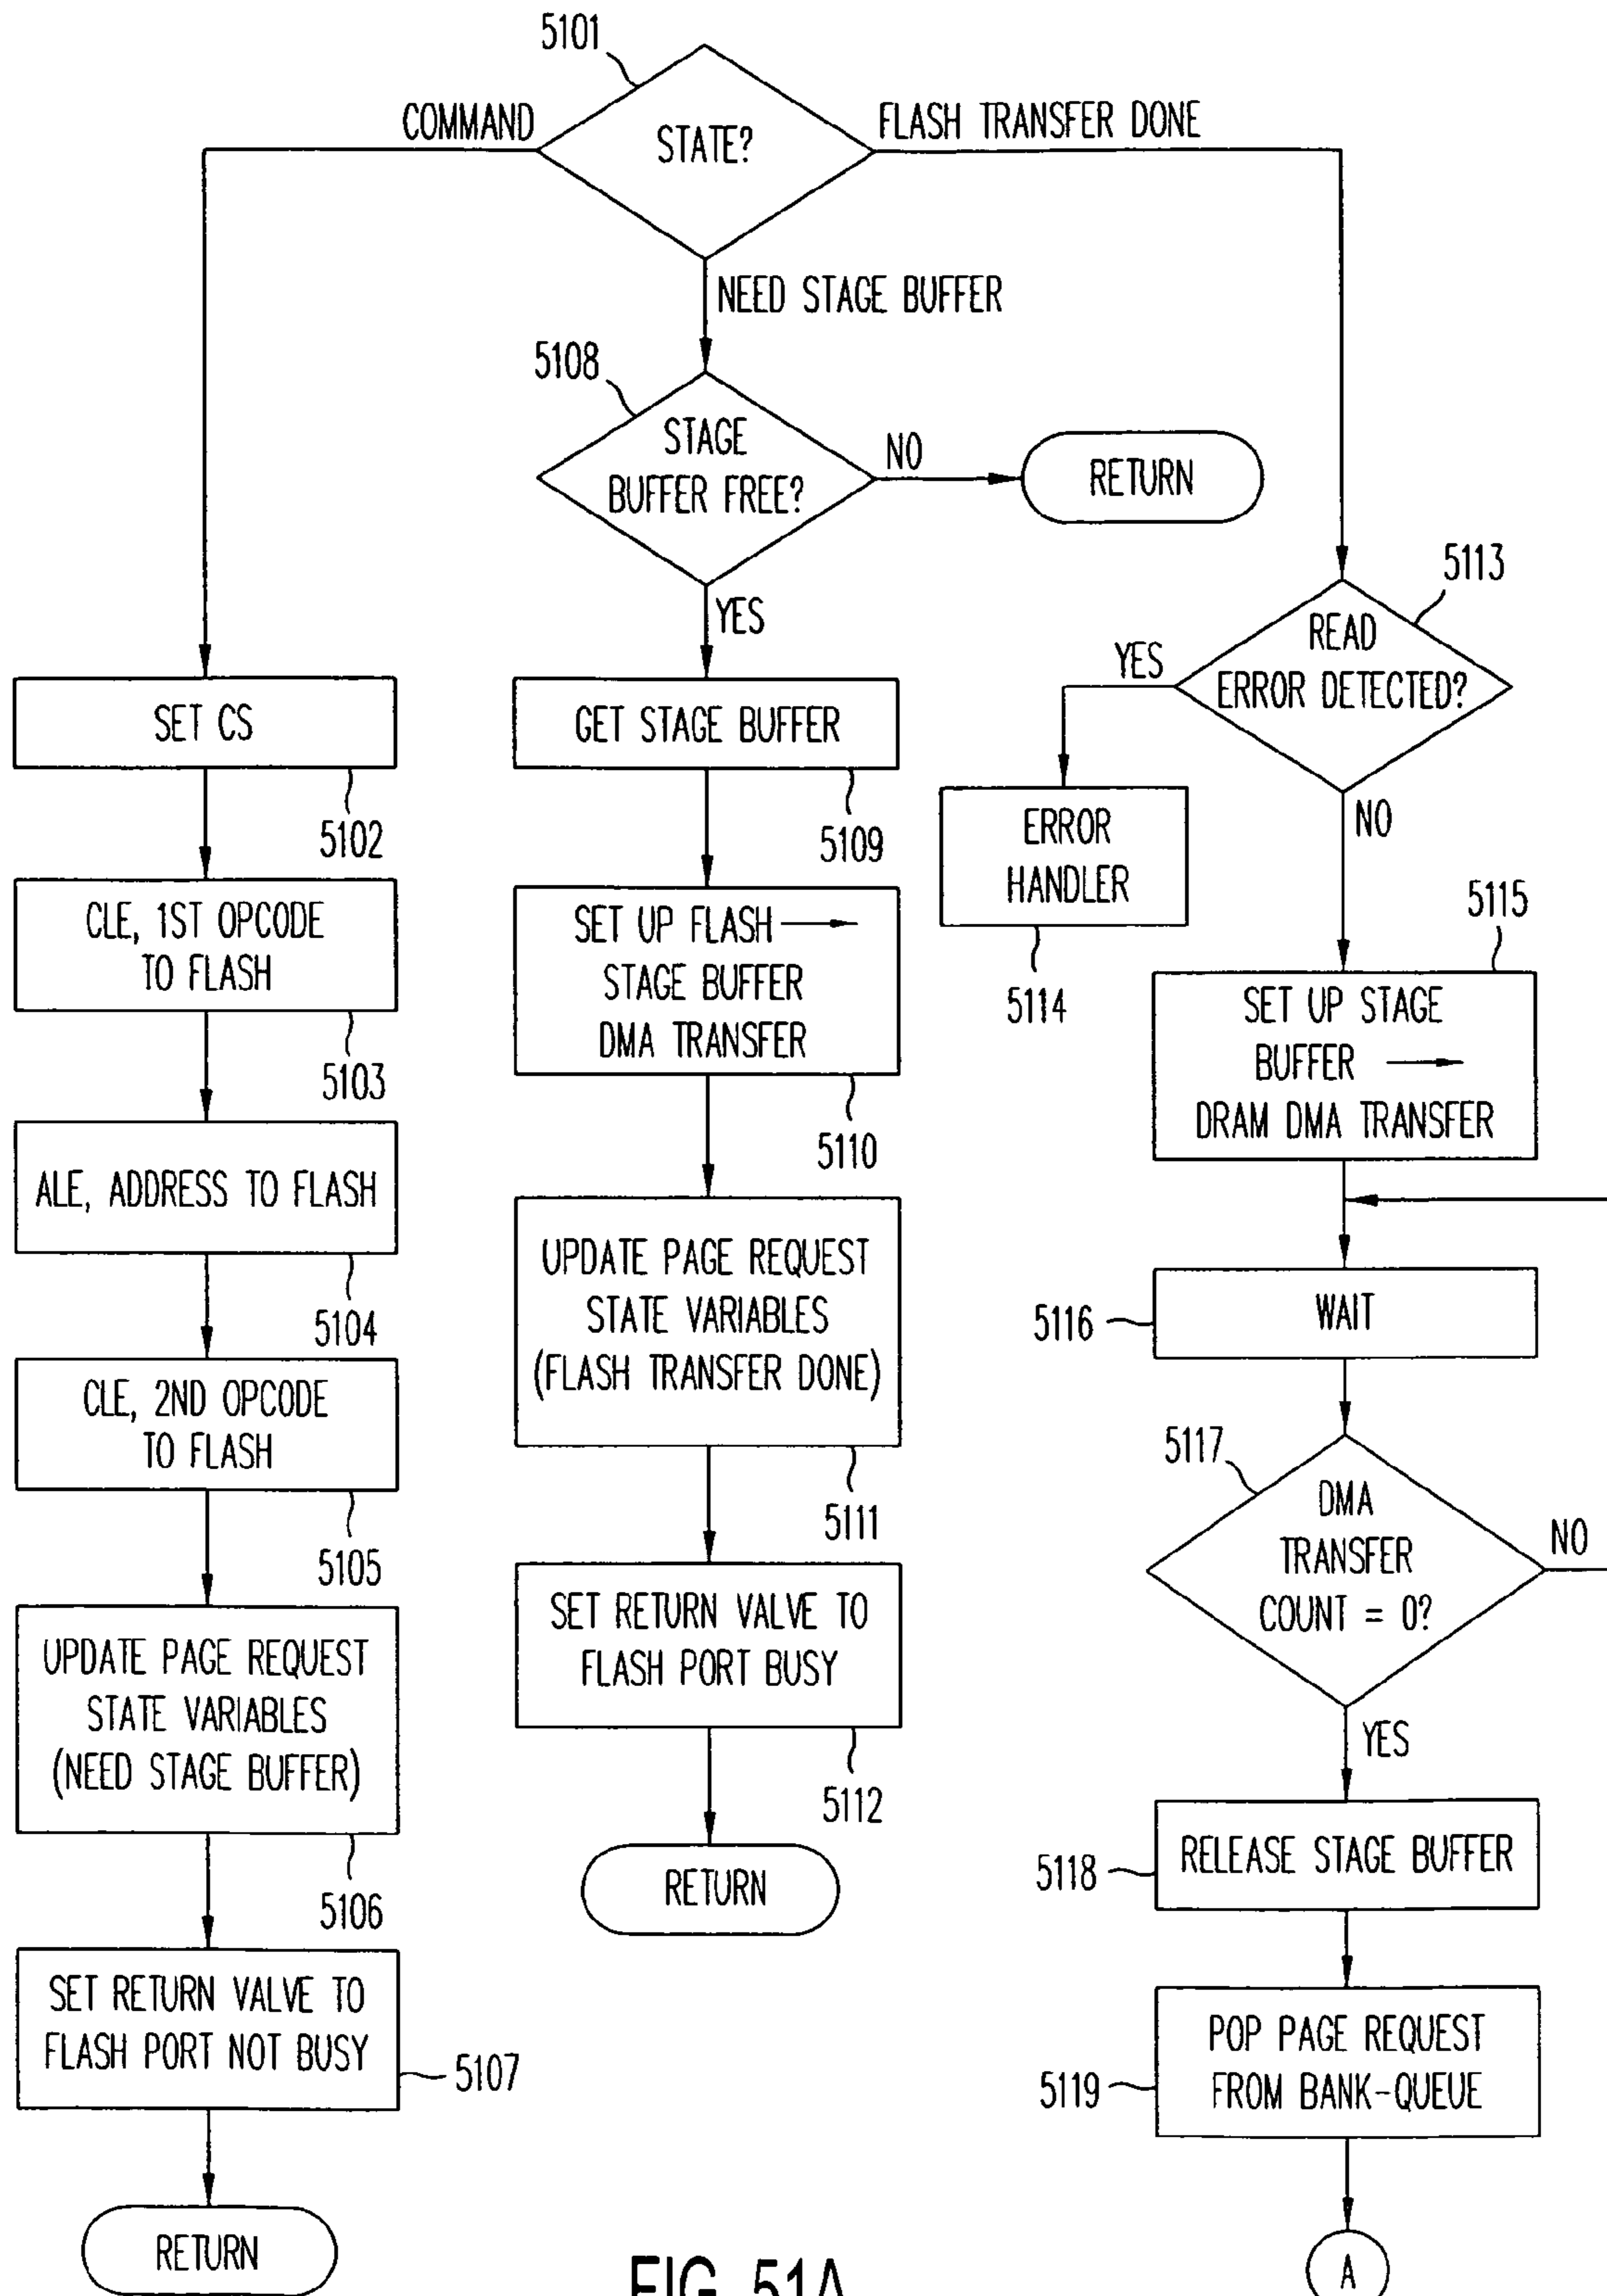 5101
COMMAND
STATE?
FLASH TRANSFER DONE
NEED STAGE BUFFER
5108
STAGE
BUFFER FREE?
NO
RETURN
YES
5113
READ
ERROR DETECTED?
YES
NO
SET CS
5102
CLE, 1ST OPCODE
TO FLASH
5103
ALE, ADDRESS TO FLASH
5104
CLE, 2ND OPCODE
TO FLASH
5105
UPDATE PAGE REQUEST
STATE VARIABLES
(NEED STAGE BUFFER)
5106
SET RETURN VALVE TO
FLASH PORT NOT BUSY
5107
RETURN
GET STAGE BUFFER
5109
SET UP FLASH →
STAGE BUFFER
DMA TRANSFER
5110
UPDATE PAGE REQUEST
STATE VARIABLES
(FLASH TRANSFER DONE)
5111
SET RETURN VALVE TO
FLASH PORT BUSY
5112
RETURN
ERROR
HANDLER
5114
5115
SET UP STAGE
BUFFER →
DRAM DMA TRANSFER
WAIT
5116
5117
DMA
TRANSFER
COUNT = 0?
NO
YES
RELEASE STAGE BUFFER
5118
POP PAGE REQUEST
FROM BANK-QUEUE
5119
A
FIG. 51A